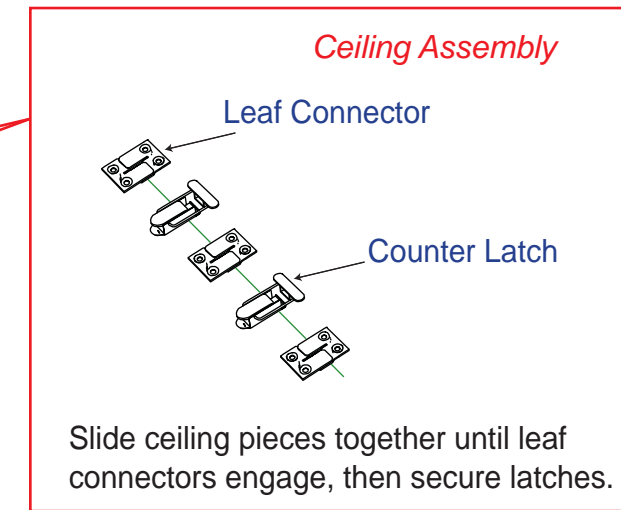 Ceiling Assembly
Leaf Connector
Counter Latch
Slide ceiling pieces together until leaf
connectors engage, then secure latches.